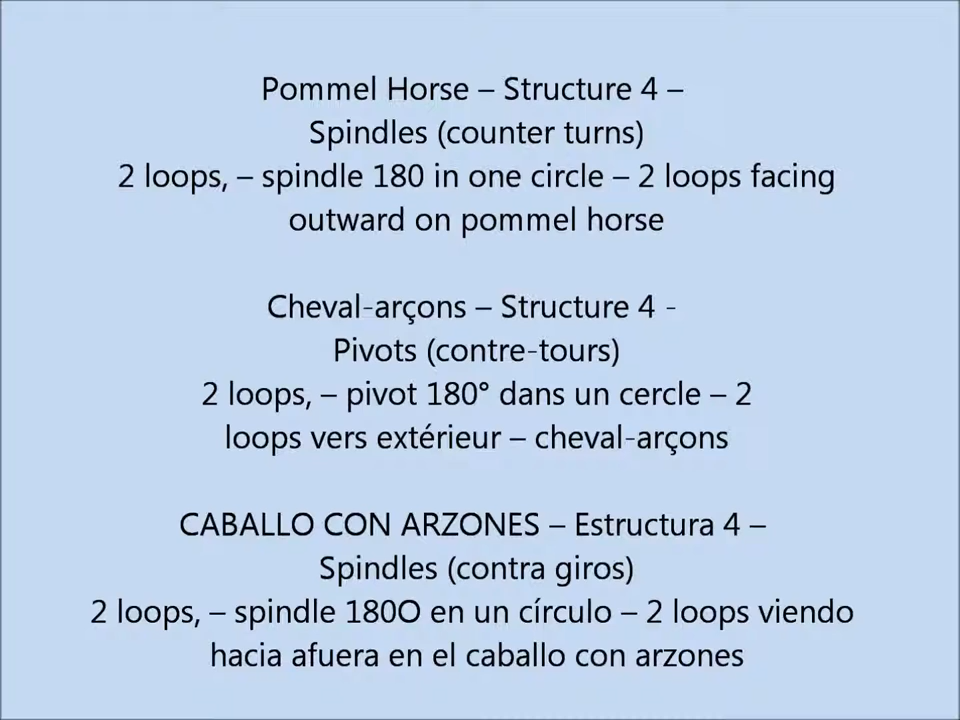 Pommel Horse – Structure 4 –
Spindles (counter turns)
2 loops, – spindle 180 in one circle – 2 loops facing
outward on pommel horse
Cheval-arçons – Structure 4 -
Pivots (contre-tours)
2 loops, – pivot 180° dans un cercle – 2
loops vers extérieur – cheval-arçons
CABALLO CON ARZONES – Estructura 4 –
Spindles (contra giros)
2 loops, – spindle 180O en un círculo – 2 loops viendo
hacia afuera en el caballo con arzones